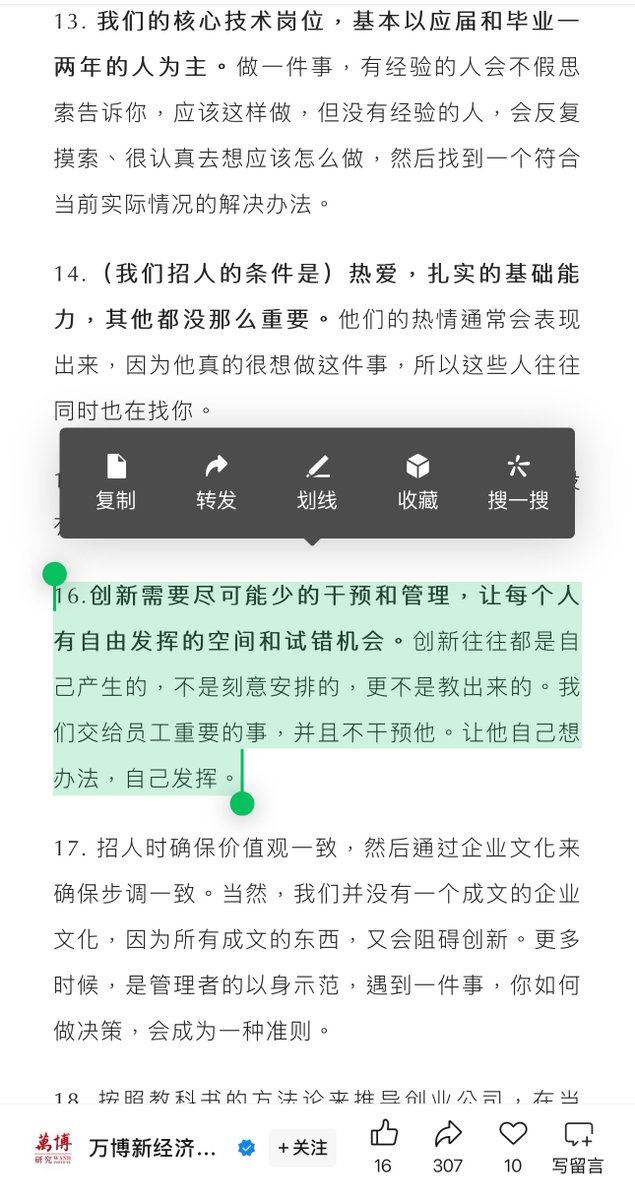 13. 我们的核心技术岗位，基本以应届和毕业一
两年的人为主。做一件事，有经验的人会不假思
索告诉你，应该这样做，但没有经验的人，会反复
摸索、很认真去想应该怎么做，然后找到一个符合
当前实际情况的解决办法。
14.（我们招人的条件是）热爱，扎实的基础能
力，其他都没那么重要。他们的热情通常会表现
出来，因为他真的很想做这件事，所以这些人往往
同时也在找你。
复制 转发 划线 收藏 搜一搜
16.创新需要尽可能少的干预和管理，让每个人
有自由发挥的空间和试错机会。创新往往都是自
己产生的，不是刻意安排的，更不是教出来的。我
们交给员工重要的事，并且不干预他。让他自己想
办法，自己发挥。
17. 招人时确保价值观一致，然后通过企业文化来
确保步调一致。当然，我们并没有一个成文的企业
文化，因为所有成文的东西，又会阻碍创新。更多
时候，是管理者的以身示范，遇到一件事，你如何
做决策，会成为一种准则。
18. 按照教科书的方法论来推导创业公司，在当
萬博
研究
万博新经济... +关注
16 307 10 写留言